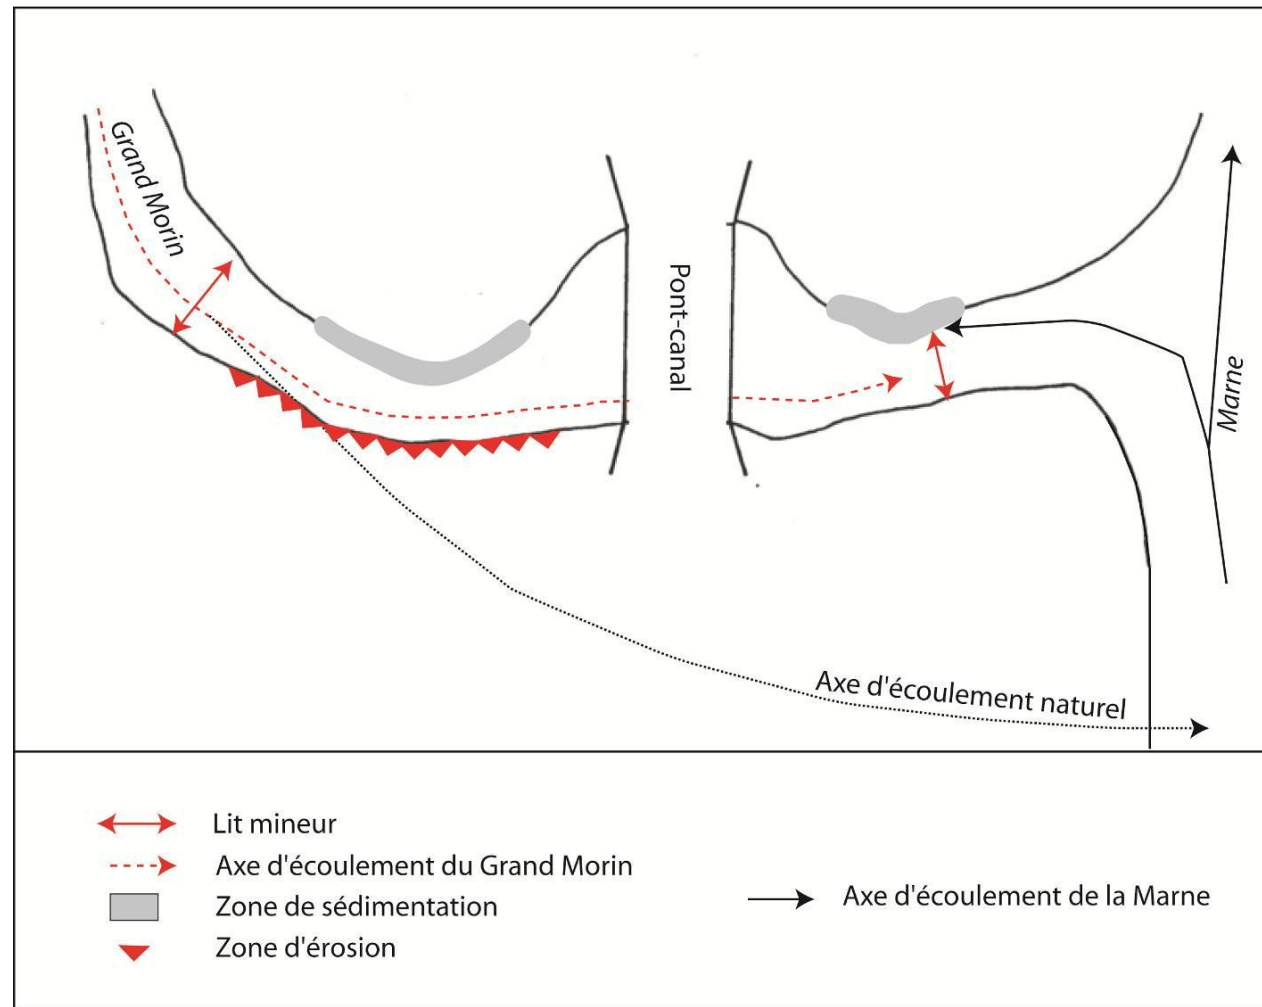 Grand Morin
Pont-canal
Marne
Axe d'écoulement naturel
Lit mineur
Axe d'écoulement du Grand Morin
Zone de sédimentation
Zone d'érosion
Axe d'écoulement de la Marne